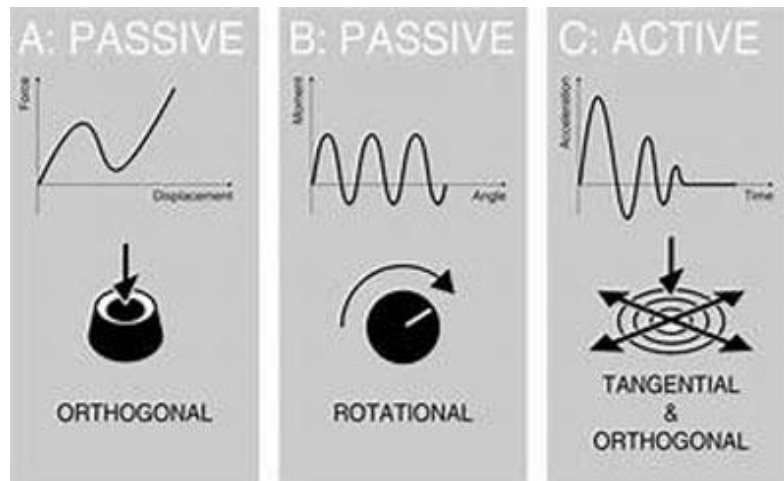 A: PASSIVE
Force
Displacement
ORTHOGONAL
B: PASSIVE
Moment
Angle
ROTATIONAL
C: ACTIVE
Acceleration
Time
TANGENTIAL
&
ORTHOGONAL